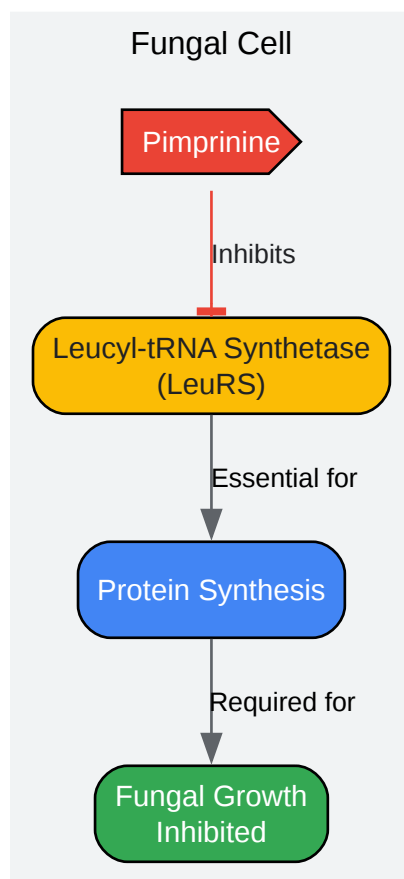 Fungal Cell
Pimprinine
Inhibits
Leucyl-tRNA Synthetase
(LeuRS)
Essential for
Protein Synthesis
Required for
Fungal Growth
Inhibited